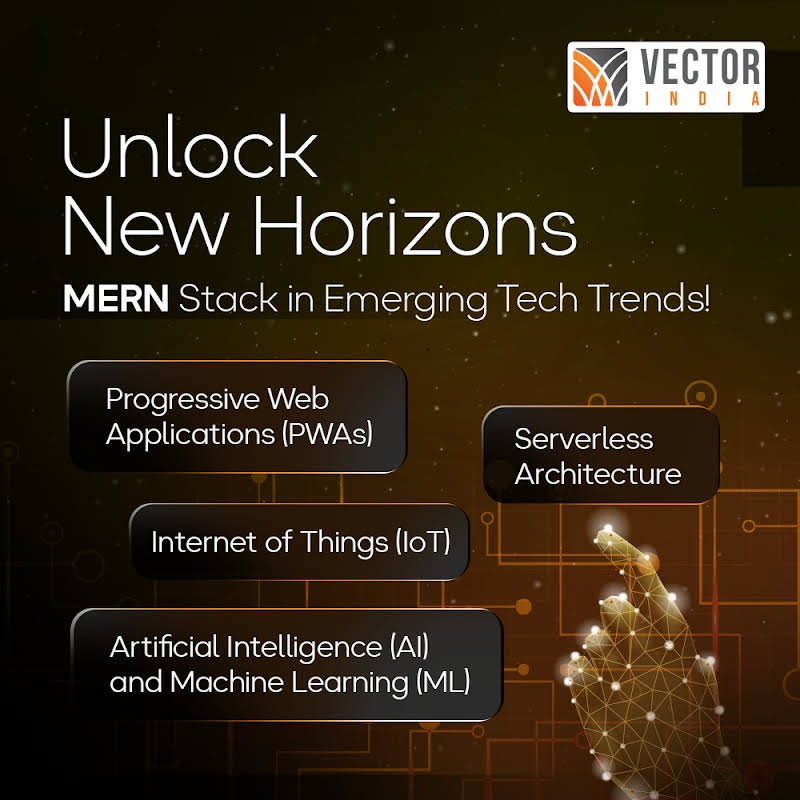 VECTOR
INDIA
Unlock
New Horizons
MERN Stack in Emerging Tech Trends!
Progressive Web
Applications (PWAs)
Serverless
Architecture
Internet of Things (IoT)
Artificial Intelligence (AI)
and Machine Learning (ML)